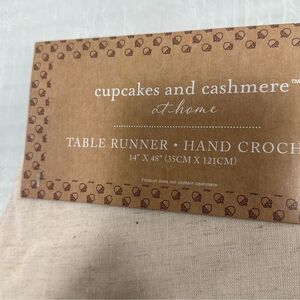 cupcakes and cashmere™
at home
TABLE RUNNER • HAND CROCH
14" X 48" (35CM X 121CM)
Product does not contain cashmere